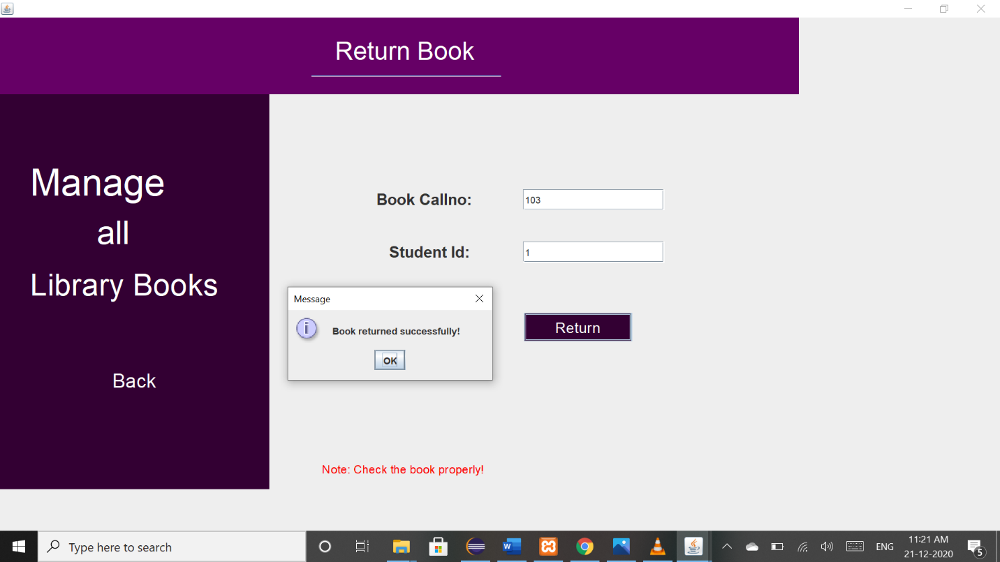 Return Book
Manage
all
Library Books
Back
Book Callno:
103
Student Id:
1
Message
i
Book returned successfully!
OK
Return
Note: Check the book properly!
Type here to search
W
ENG
11:21 AM
21-12-2020
5